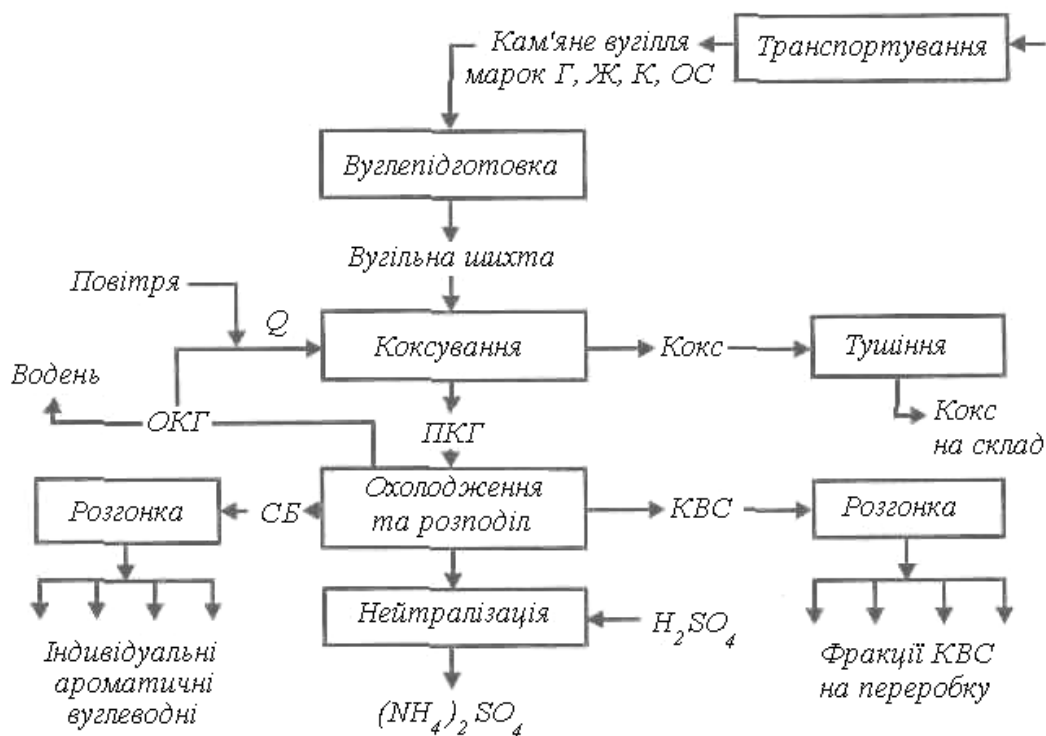 Кам'яне вугілля
марок Г, Ж, К, ОС
Транспортування
Вуглепідготовка
Вугільна шихта
Повітря
Q
Коксування
Кокс
Тушіння
Водень
ОКГ
ПКГ
Кокс
на склад
Розгонка
СБ
Охолодження
та розподіл
КВС
Розгонка
Нейтралізація
H₂SO₄
Індивідуальні
ароматичні
вуглеводні
(NH₄)₂SO₄
Фракції КВС
на переробку